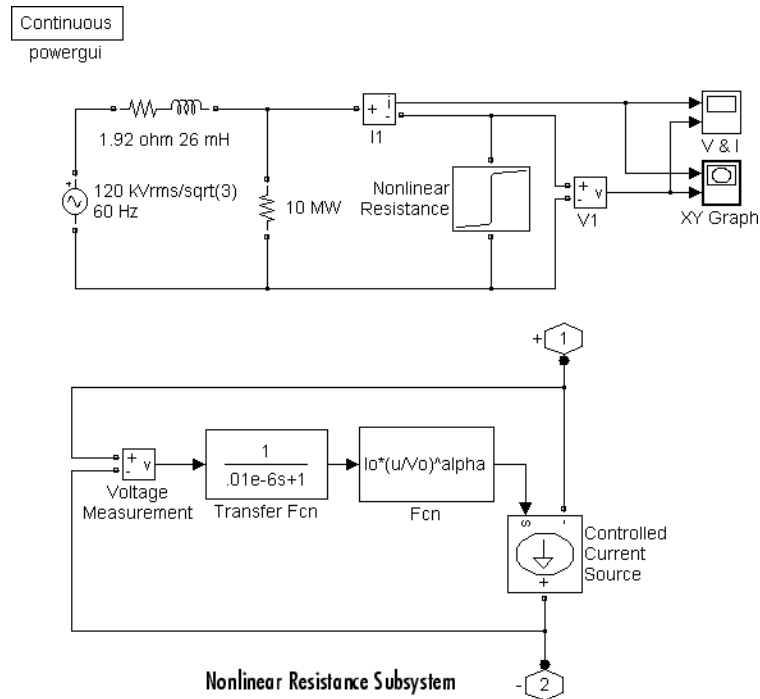 Continuous
powergui
1.92 ohm 26 mH
120 kVrms/sqrt(3)
60 Hz
10 MW
+
-
i
I1
Nonlinear
Resistance
+
-
v
V1
V & I
XY Graph
+
1
+
-
v
Voltage
Measurement
1
.01e-6s+1
Transfer Fcn
Io*(u/Vo)^alpha
Fcn
s
-
+
Controlled
Current
Source
-
2
Nonlinear Resistance Subsystem